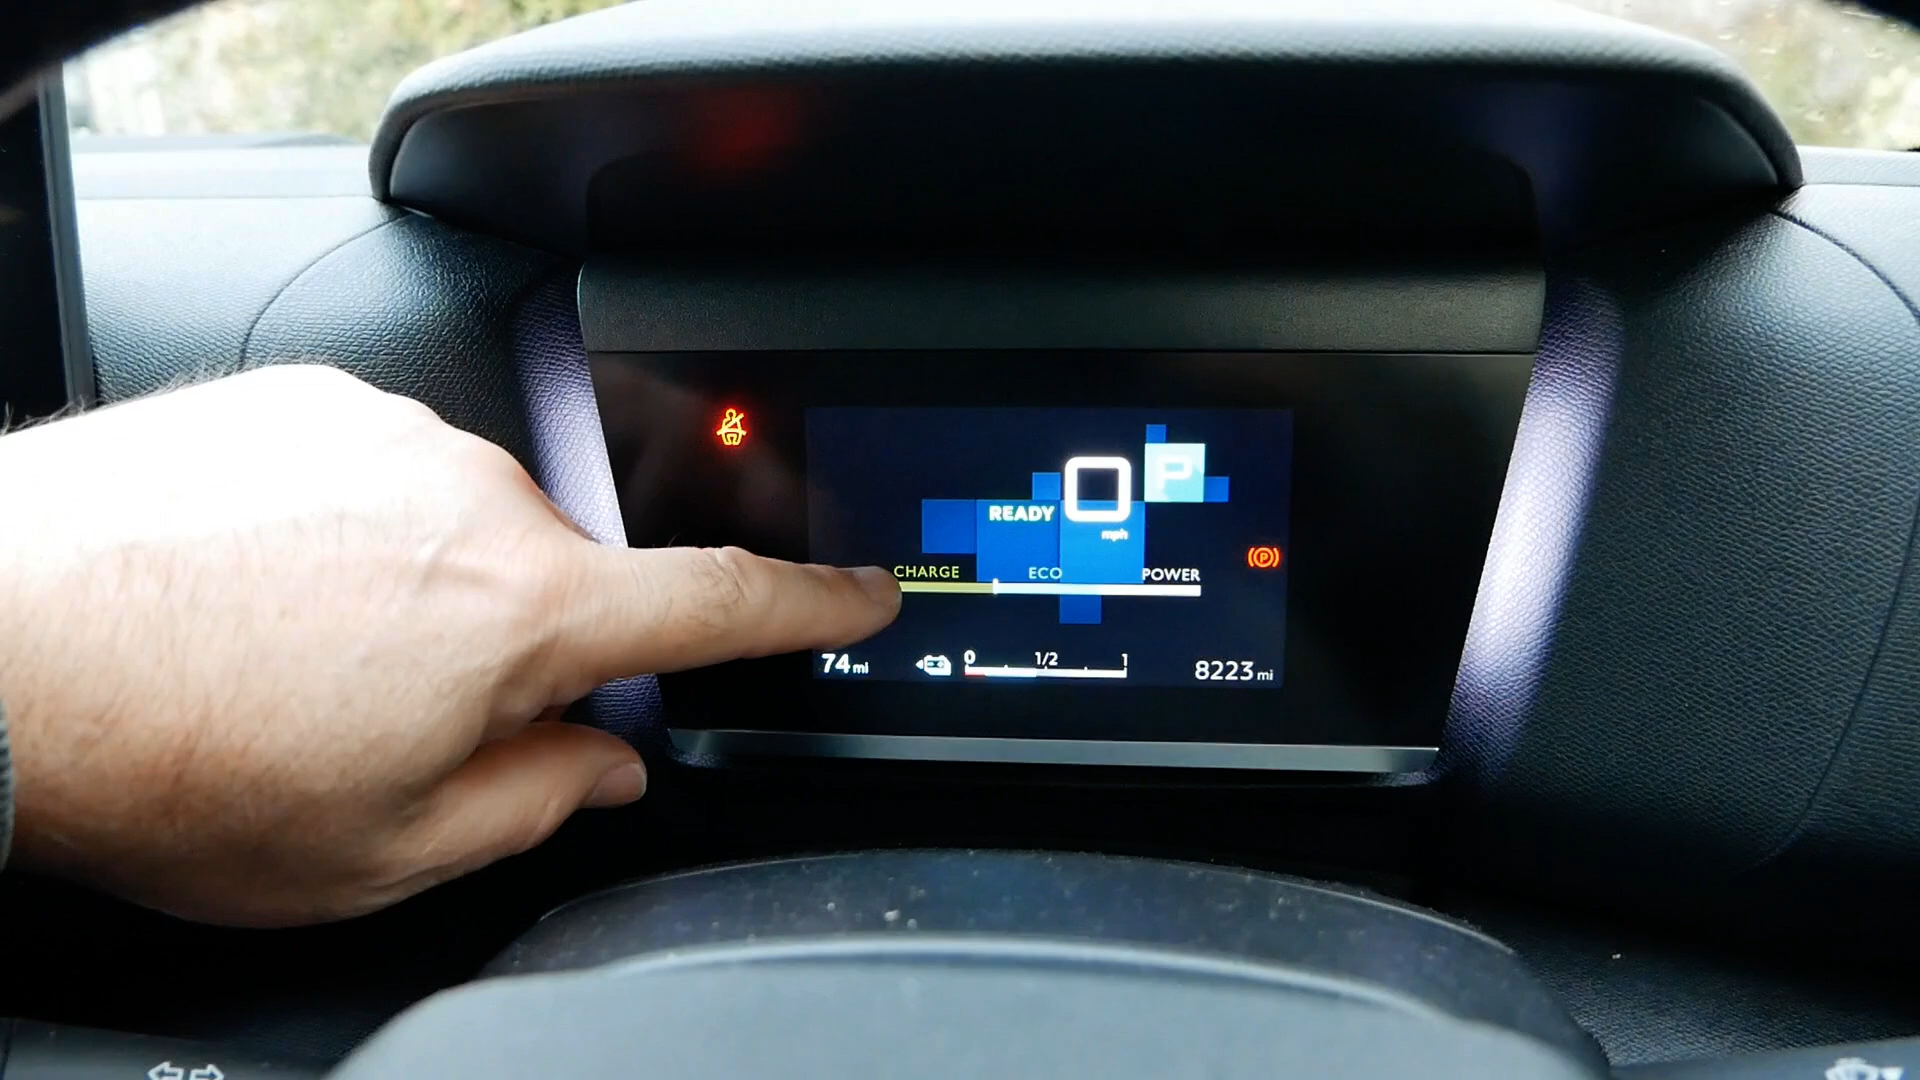 0
P
READY
mph
CHARGE ECO POWER
(P)
0 1/2 1
74 mi
8223 mi